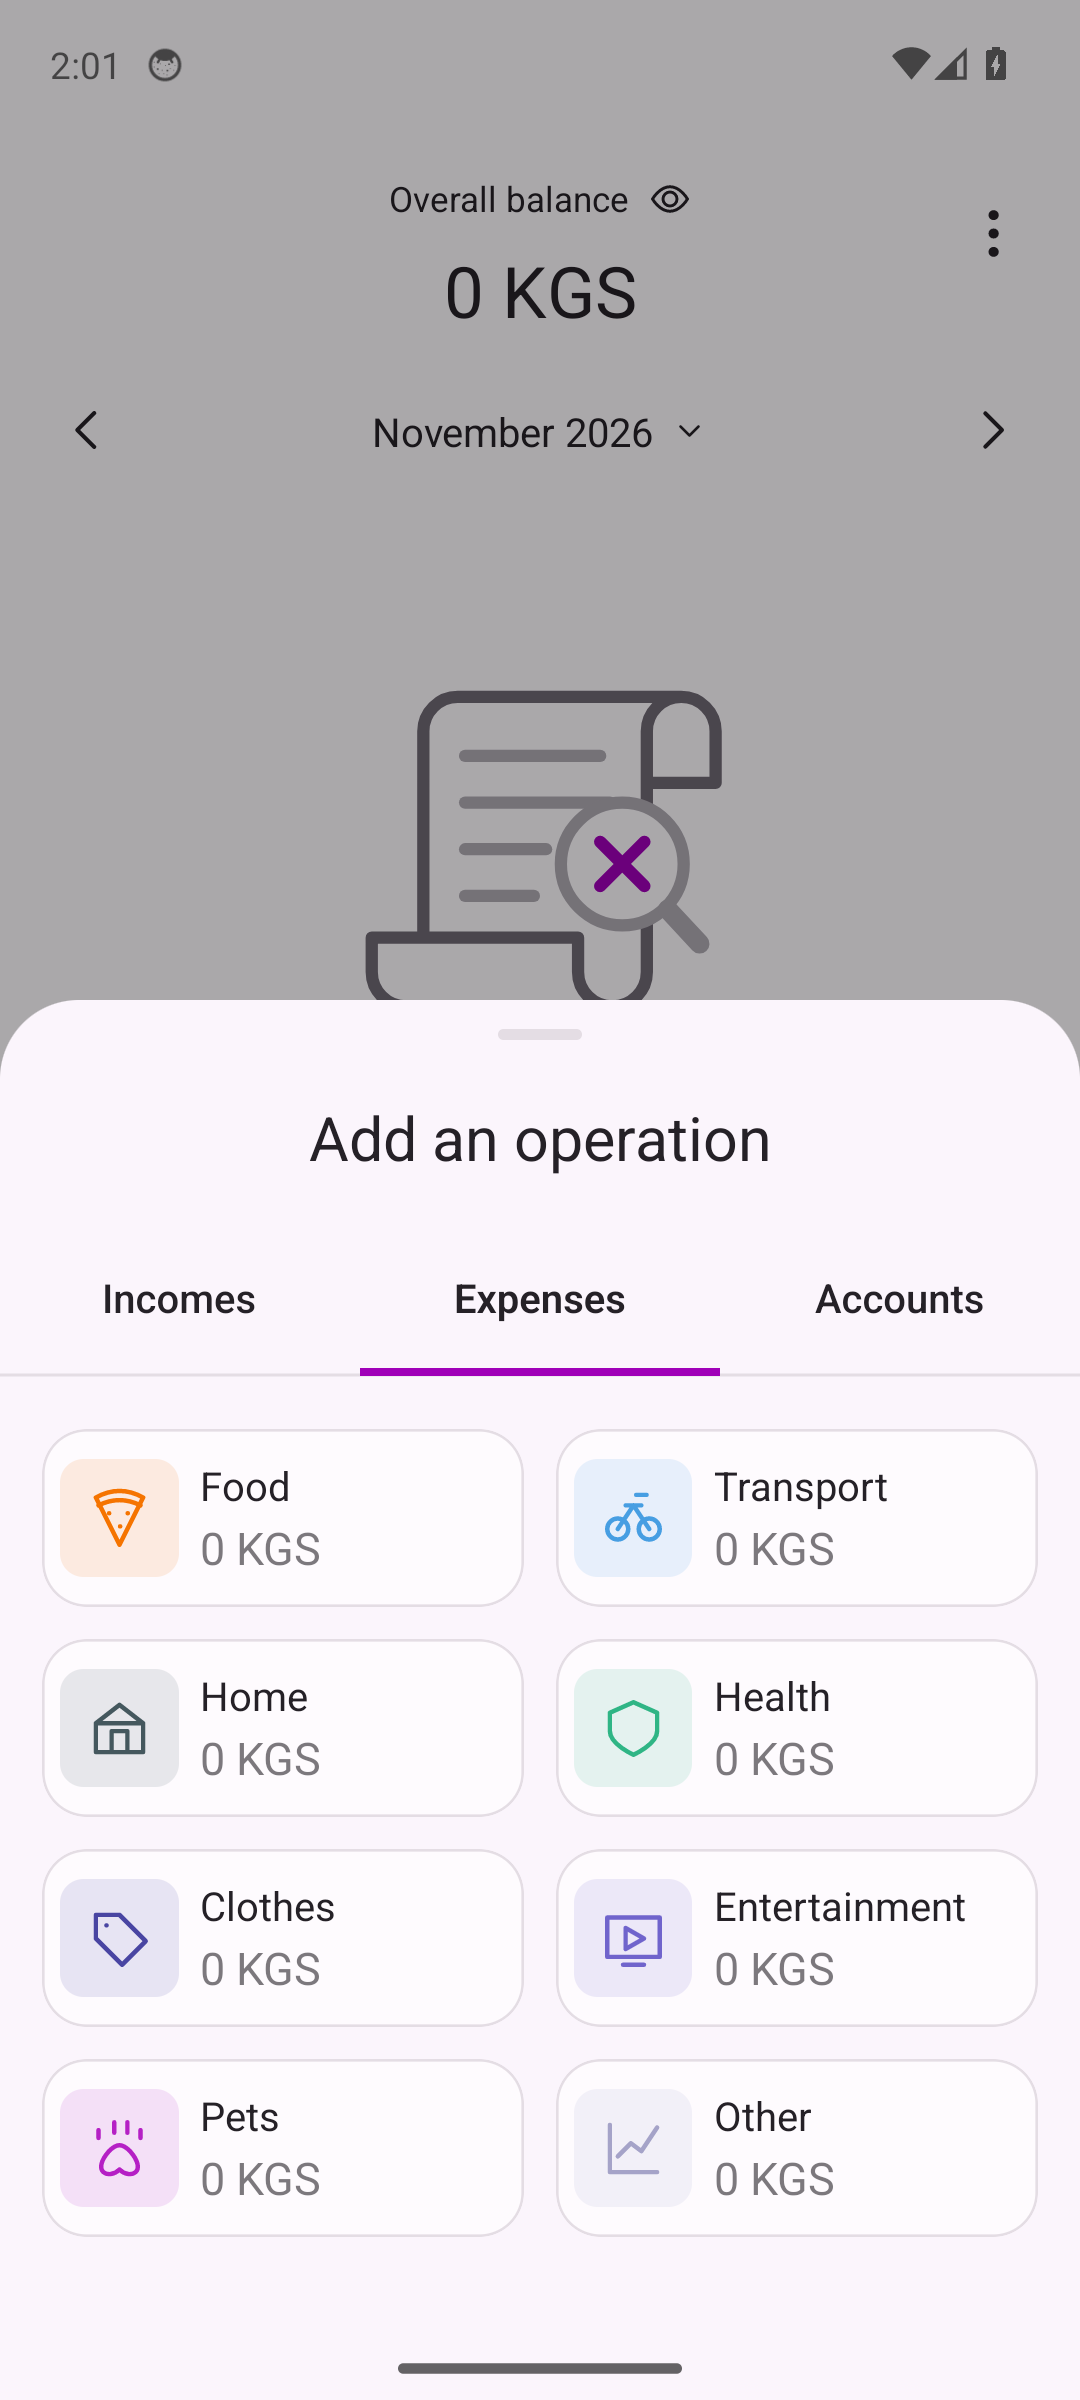 2:01
Overall balance
0 KGS
November 2026
Add an operation
Incomes Expenses Accounts
Food
0 KGS
Transport
0 KGS
Home
0 KGS
Health
0 KGS
Clothes
0 KGS
Entertainment
0 KGS
Pets
0 KGS
Other
0 KGS